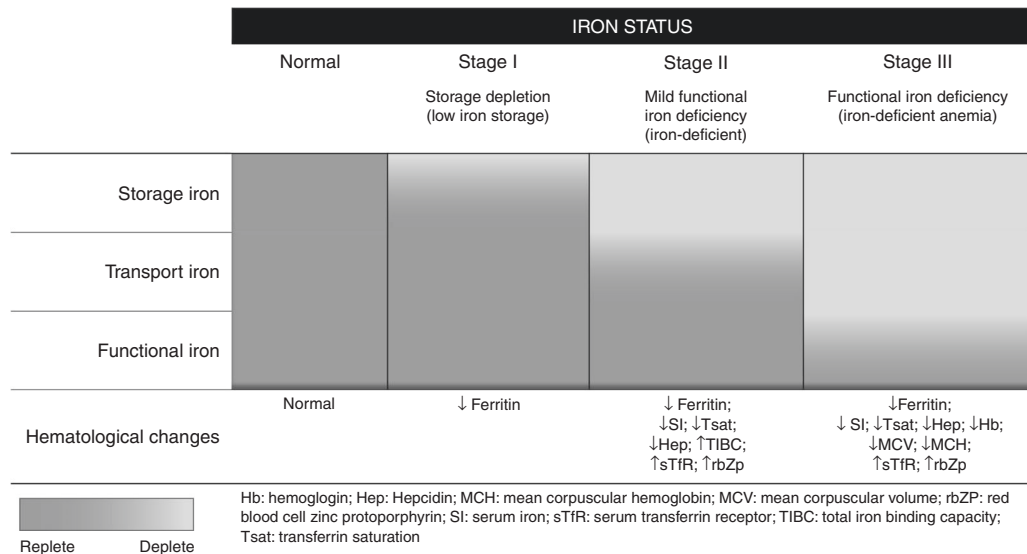 IRON STATUS
Normal
Stage I
Stage II
Stage III
Storage depletion
(low iron storage)
Mild functional
iron deficiency
(iron-deficient)
Functional iron deficiency
(iron-deficient anemia)
Storage iron
Transport iron
Functional iron
Hematological changes
Normal
↓ Ferritin
↓ Ferritin;
↓SI; ↓Tsat;
↓Hep; ↑TIBC;
↑sTfR; ↑rbZp
↓Ferritin;
↓ SI; ↓Tsat; ↓Hep; ↓Hb;
↓MCV; ↓MCH;
↑sTfR; ↑rbZp
Replete
Deplete
Hb: hemoglogin; Hep: Hepcidin; MCH: mean corpuscular hemoglobin; MCV: mean corpuscular volume; rbZP: red
blood cell zinc protoporphyrin; SI: serum iron; sTfR: serum transferrin receptor; TIBC: total iron binding capacity;
Tsat: transferrin saturation